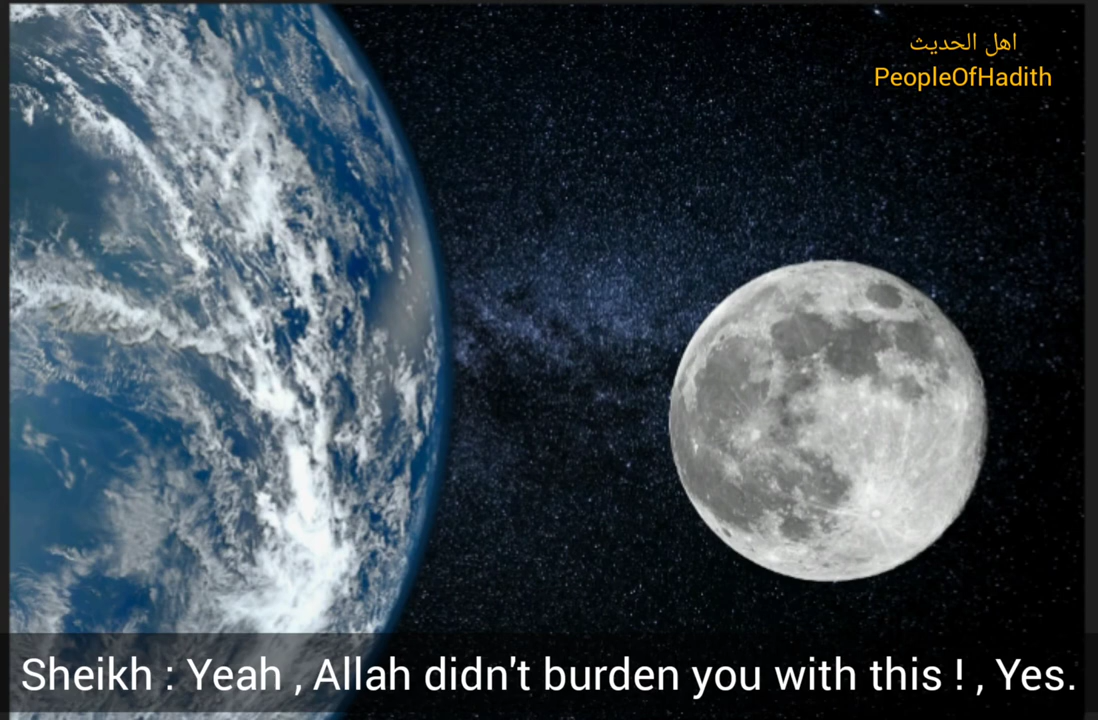 اهل الحديث
PeopleOfHadith
Sheikh : Yeah , Allah didn't burden you with this ! , Yes.